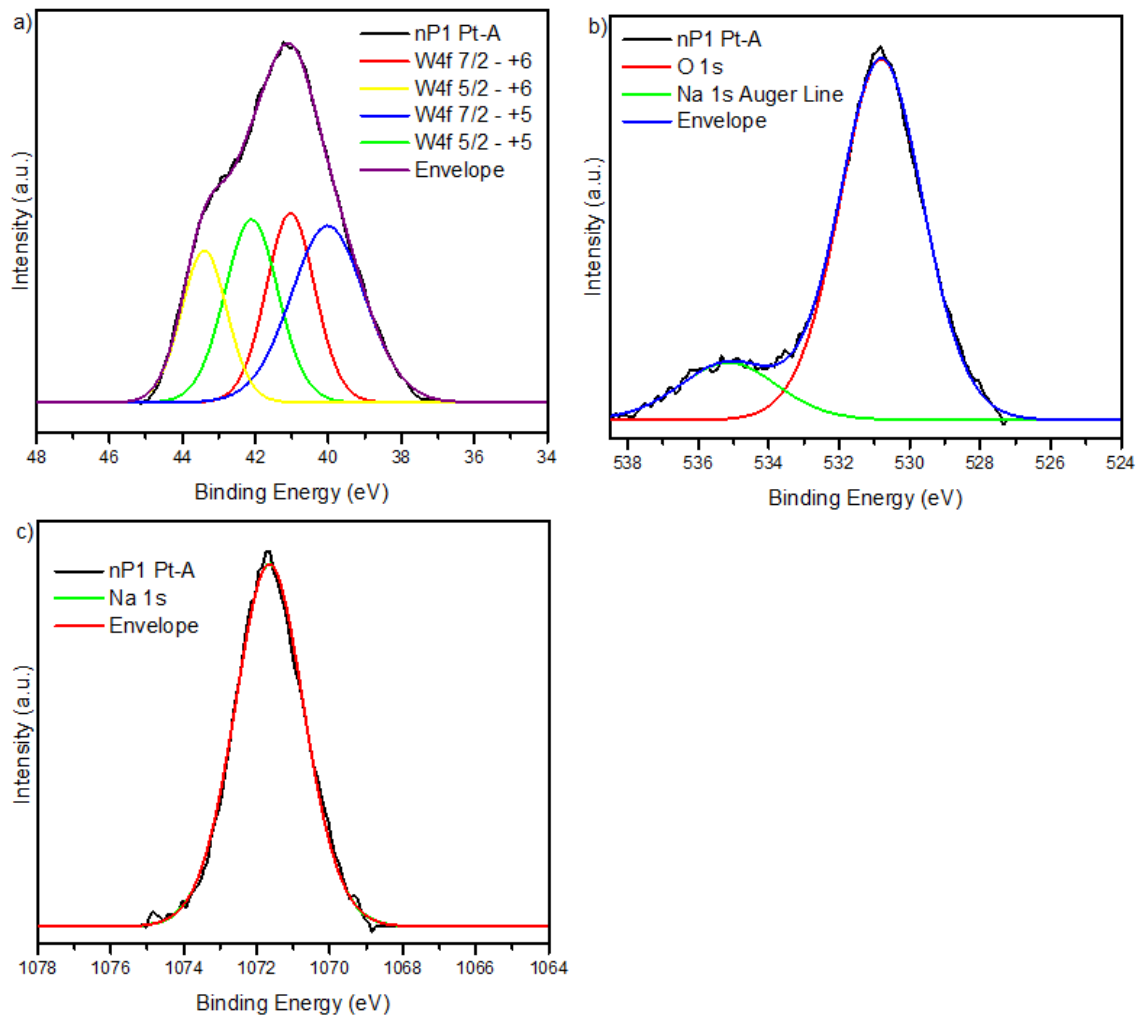 a)
nP1 Pt-A
W4f 7/2 - +6
W4f 5/2 - +6
W4f 7/2 - +5
W4f 5/2 - +5
Envelope
Intensity (a.u.)
48 46 44 42 40 38 36 34
Binding Energy (eV)
b)
nP1 Pt-A
O 1s
Na 1s Auger Line
Envelope
Intensity (a.u.)
538 536 534 532 530 528 526 524
Binding Energy (eV)
c)
nP1 Pt-A
Na 1s
Envelope
Intensity (a.u.)
1078 1076 1074 1072 1070 1068 1066 1064
Binding Energy (eV)